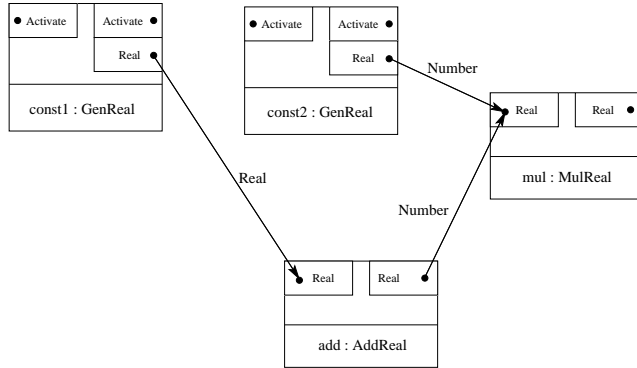 Activate Activate
Real
const1 : GenReal
Activate Activate
Real
const2 : GenReal
Number
Real Real
mul : MulReal
Real
Number
Real Real
add : AddReal